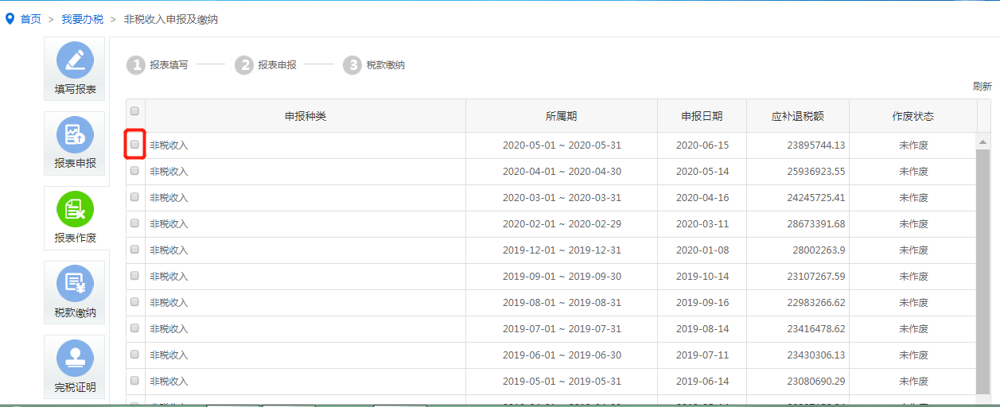 首页 > 我要办税 > 非税收入申报及缴纳
填写报表
报表申报
报表作废
税款缴纳
完税证明
1 报表填写 2 报表申报 3 税款缴纳
刷新
申报种类 所属期 申报日期 应补退税额 作废状态
非税收入 2020-05-01 ~ 2020-05-31 2020-06-15 23895744.13 未作废
非税收入 2020-04-01 ~ 2020-04-30 2020-05-14 25936923.55 未作废
非税收入 2020-03-01 ~ 2020-03-31 2020-04-16 24245725.41 未作废
非税收入 2020-02-01 ~ 2020-02-29 2020-03-11 28673391.68 未作废
非税收入 2019-12-01 ~ 2019-12-31 2020-01-08 28002263.9 未作废
非税收入 2019-09-01 ~ 2019-09-30 2019-10-14 23107267.59 未作废
非税收入 2019-08-01 ~ 2019-08-31 2019-09-16 22983266.62 未作废
非税收入 2019-07-01 ~ 2019-07-31 2019-08-14 23416478.62 未作废
非税收入 2019-06-01 ~ 2019-06-30 2019-07-11 23430306.13 未作废
非税收入 2019-05-01 ~ 2019-05-31 2019-06-14 23080690.29 未作废